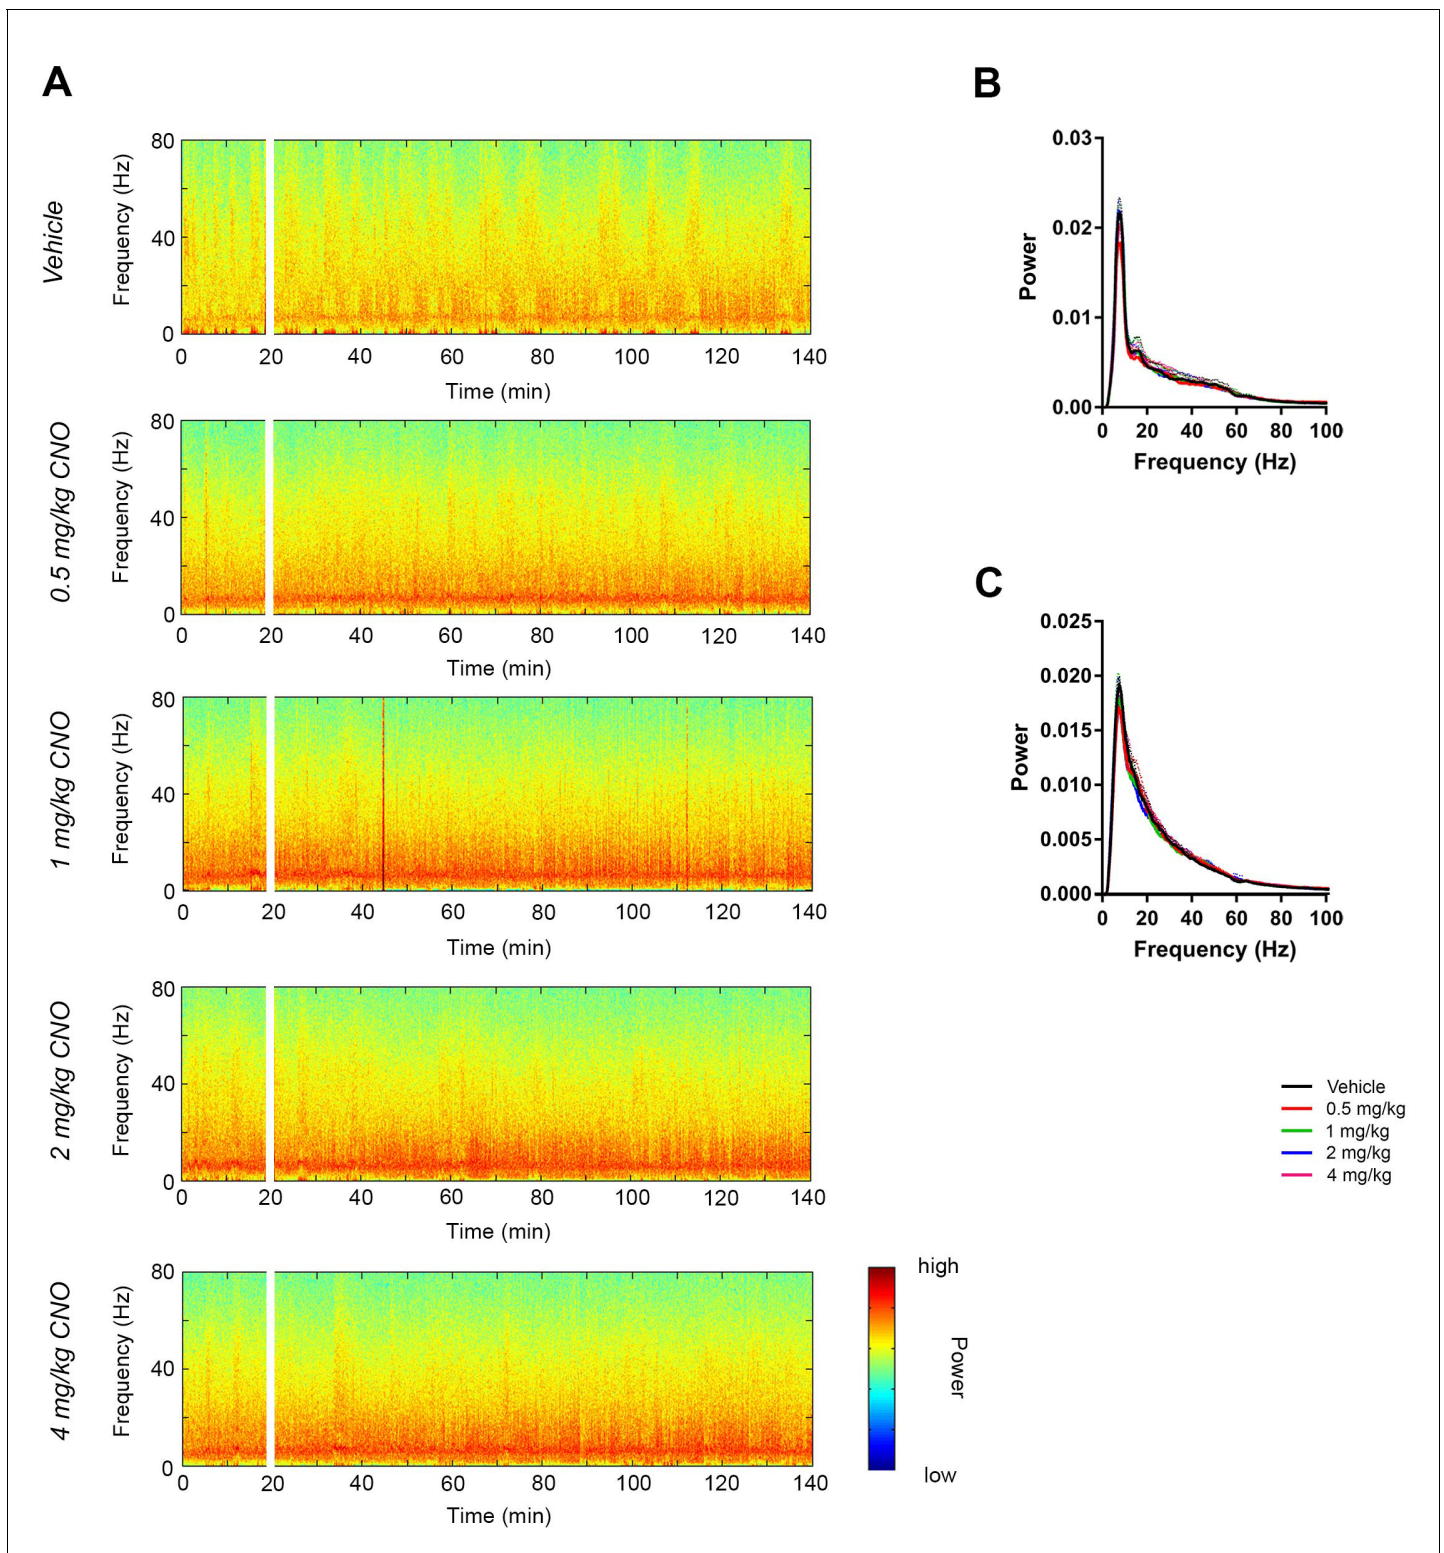 A
Vehicle
Frequency (Hz)
80
40
0
0 20 40 60 80 100 120 140
Time (min)
0.5 mg/kg CNO
Frequency (Hz)
80
40
0
0 20 40 60 80 100 120 140
Time (min)
1 mg/kg CNO
Frequency (Hz)
80
40
0
0 20 40 60 80 100 120 140
Time (min)
2 mg/kg CNO
Frequency (Hz)
80
40
0
0 20 40 60 80 100 120 140
Time (min)
4 mg/kg CNO
Frequency (Hz)
80
40
0
0 20 40 60 80 100 120 140
Time (min)
high
Power
low
B
Power
0.03
0.02
0.01
0.00
0 20 40 60 80 100
Frequency (Hz)
C
Power
0.025
0.020
0.015
0.010
0.005
0.000
0 20 40 60 80 100
Frequency (Hz)
Vehicle
0.5 mg/kg
1 mg/kg
2 mg/kg
4 mg/kg